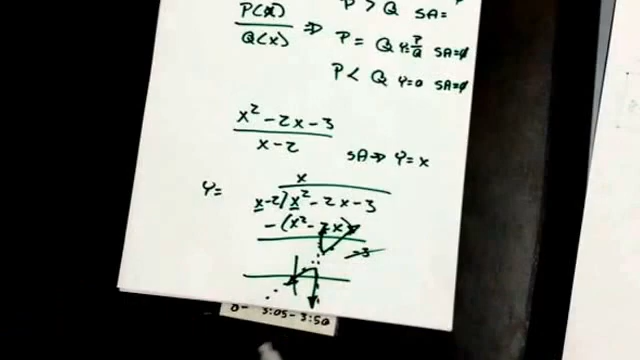 P > Q SA=
P(x)
Q(x) ⇒ P = Q Y=P/Q SA=∅
P < Q Y=0 SA=∅
x² - 2x - 3
x - 2
SA ⇒ Y = x
x
Y= x-2) x² - 2x - 3
- (x² - 2x)
-3
0- 3:05-3:50